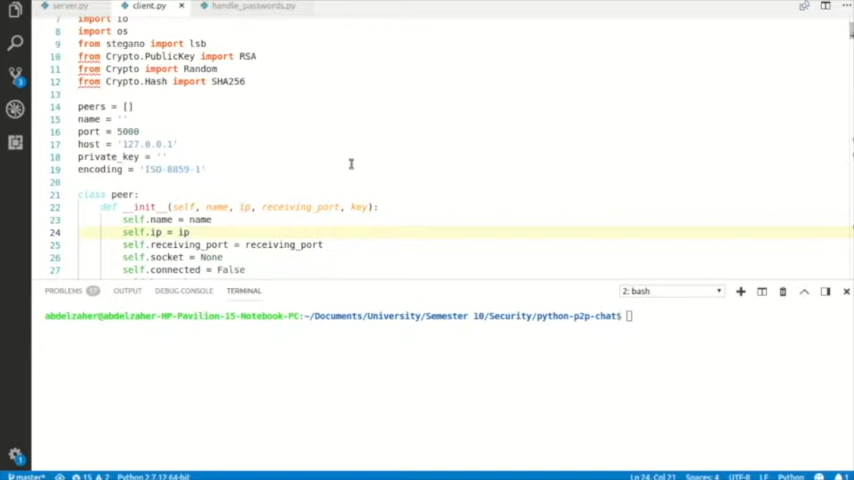 server.py client.py × handle_passwords.py
7 import io
8 import os
9 from stegano import lsb
10 from Crypto.PublicKey import RSA
11 from Crypto import Random
12 from Crypto.Hash import SHA256
13
14 peers = []
15 name = ''
16 port = 5000
17 host = '127.0.0.1'
18 private_key = ''
19 encoding = 'ISO-8859-1'
20
21 class peer:
22 def __init__(self, name, ip, receiving_port, key):
23 self.name = name
24 self.ip = ip
25 self.receiving_port = receiving_port
26 self.socket = None
27 self.connected = False
PROBLEMS 17 OUTPUT DEBUG CONSOLE TERMINAL 2: bash
abdelzaher@abdelzaher-HP-Pavilion-15-Notebook-PC:~/Documents/University/Semester 10/Security/python-p2p-chat$
master* 15 2 Python 2.7.12 64-bit Ln 24, Col 21 Spaces: 4 UTF-8 LF Python 1